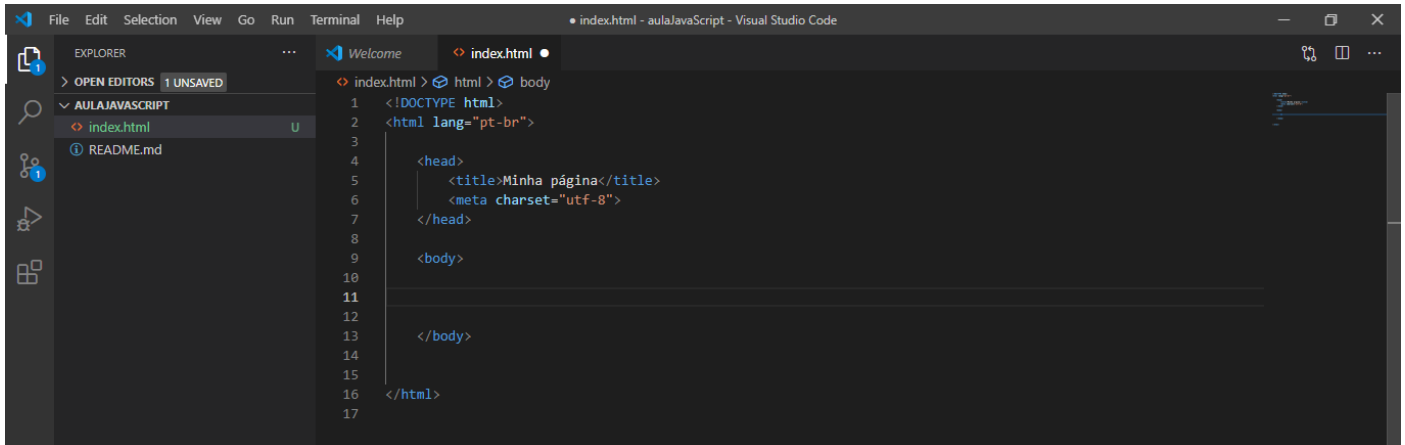 File Edit Selection View Go Run Terminal Help
● index.html - aulaJavaScript - Visual Studio Code
EXPLORER ···
OPEN EDITORS 1 UNSAVED
AULAJAVASCRIPT
index.html U
README.md
1
1
Welcome
index.html ●
index.html > html > body
1 <!DOCTYPE html>
2 <html lang="pt-br">
3
4 <head>
5 <title>Minha página</title>
6 <meta charset="utf-8">
7 </head>
8
9 <body>
10
11
12
13 </body>
14
15
16 </html>
17